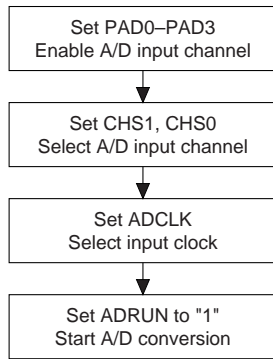 Set PAD0–PAD3
Enable A/D input channel
Set CHS1, CHS0
Select A/D input channel
Set ADCLK
Select input clock
Set ADRUN to "1"
Start A/D conversion